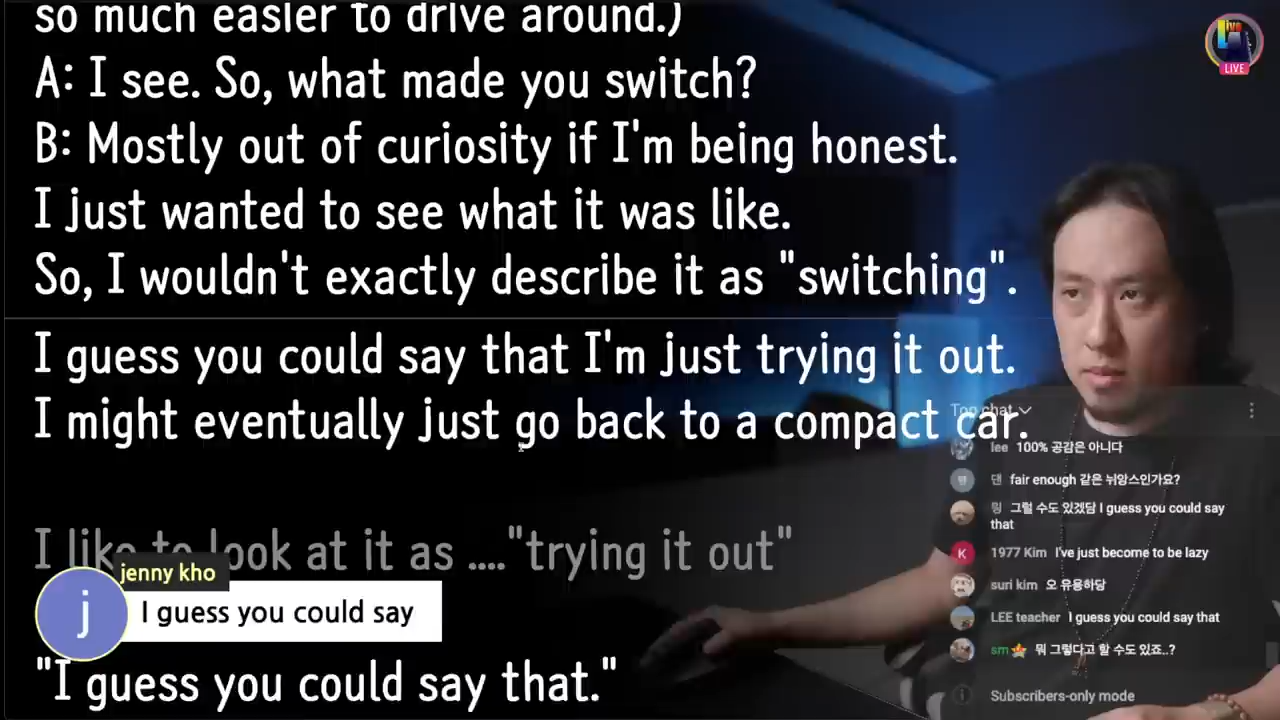 so much easier to drive around.)
A: I see. So, what made you switch?
B: Mostly out of curiosity if I'm being honest.
I just wanted to see what it was like.
So, I wouldn't exactly describe it as "switching".
I guess you could say that I'm just trying it out.
I might eventually just go back to a compact car.
I like to look at it as ...."trying it out"
jenny kho
j
I guess you could say
"I guess you could say that."
Live
LIVE
Top chat
lee 100% 공감은 아니다
댄 fair enough 같은 뉘앙스인가요?
띵 그럴 수도 있겠담 I guess you could say
that
K 1977 Kim I've just become to be lazy
suri kim 오 유용하당
LEE teacher I guess you could say that
sm 뭐 그렇다고 할 수도 있죠..?
Subscribers-only mode